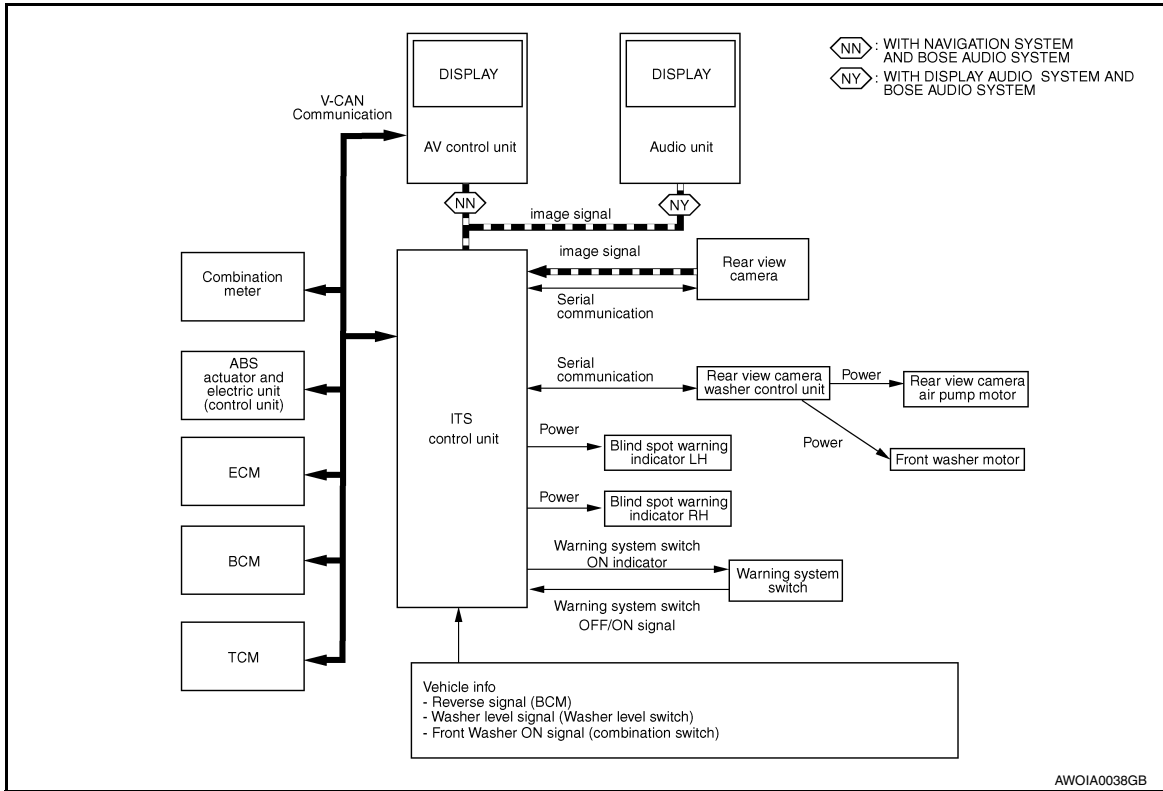 NN : WITH NAVIGATION SYSTEM
AND BOSE AUDIO SYSTEM
NY : WITH DISPLAY AUDIO SYSTEM AND
BOSE AUDIO SYSTEM
DISPLAY
AV control unit
DISPLAY
Audio unit
V-CAN
Communication
NN
NY
image signal
image signal
Rear view
camera
Serial
communication
Combination
meter
ABS
actuator and
electric unit
(control unit)
ECM
BCM
TCM
ITS
control unit
Serial
communication
Rear view camera
washer control unit
Power
Rear view camera
air pump motor
Power
Front washer motor
Power
Blind spot warning
indicator LH
Power
Blind spot warning
indicator RH
Warning system switch
ON indicator
Warning system
switch
Warning system switch
OFF/ON signal
Vehicle info
- Reverse signal (BCM)
- Washer level signal (Washer level switch)
- Front Washer ON signal (combination switch)
AWOIA0038GB